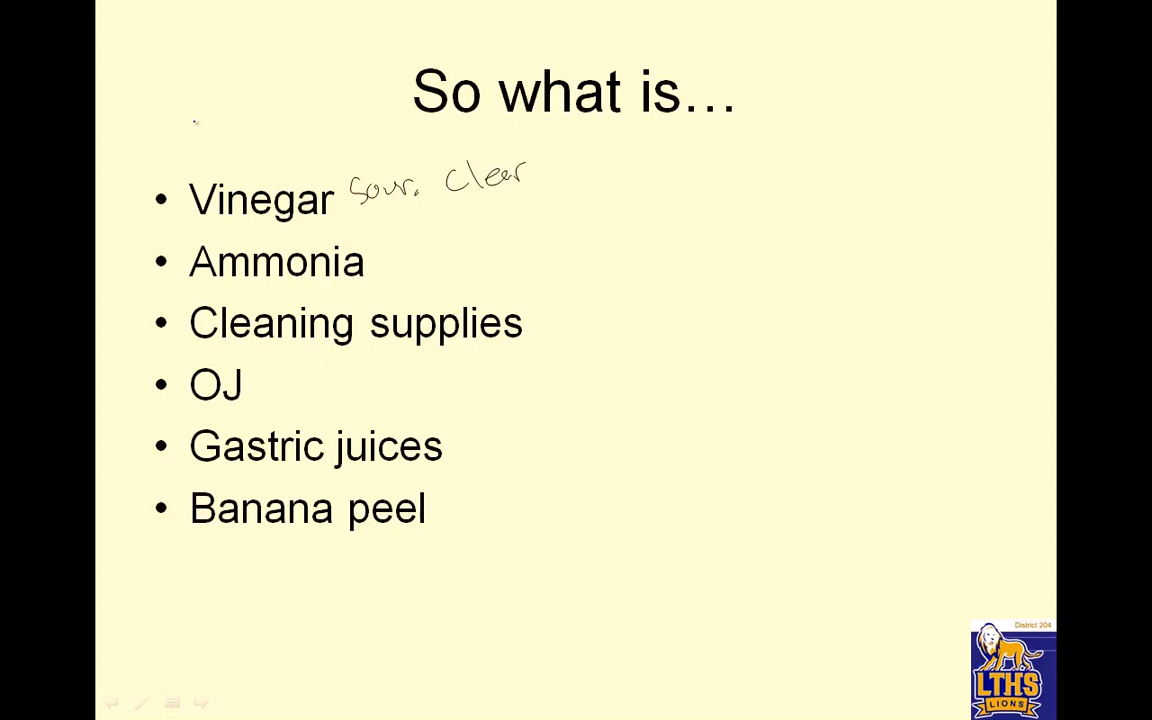 So what is…
• Vinegar sour, clear
• Ammonia
• Cleaning supplies
• OJ
• Gastric juices
• Banana peel
District 204
LTHS
LIONS